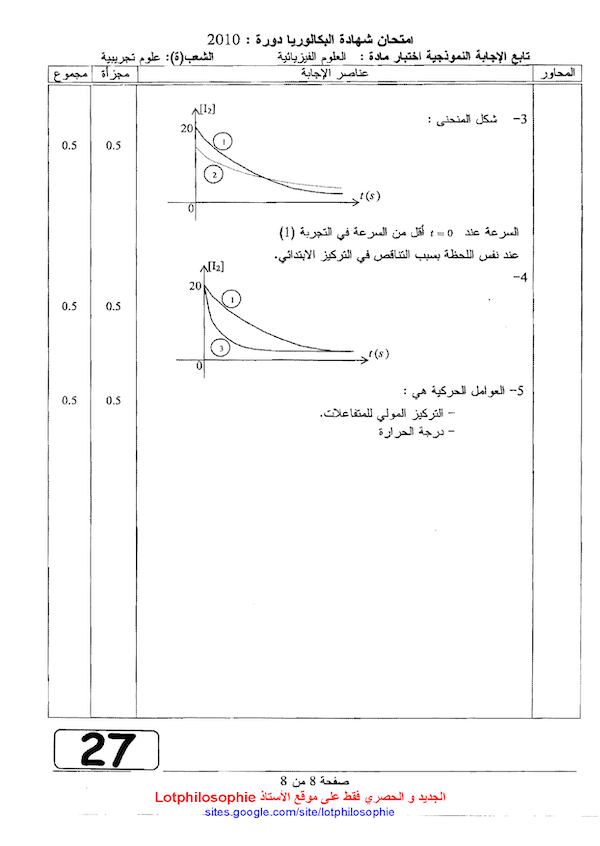 امتحان شهادة البكالوريا دورة : 2010
تابع الإجابة النموذجية اختبار مادة : العلوم الفيزيائية الشعب(ة): علوم تجريبية
المحاور عناصر الإجابة مجزأة مجموع
3- شكل المنحنى :
[I₂]
20
1
2
t(s)
0
0.5 0.5
السرعة عند t = 0 أقل من السرعة في التجربة (1)
عند نفس اللحظة بسبب التناقص في التركيز الابتدائي.
4-
[I₂]
20
1
3
t(s)
0
0.5 0.5
5- العوامل الحركية هي :
0.5 0.5
- التركيز المولي للمتفاعلات.
- درجة الحرارة
27
صفحة 8 من 8
الجديد و الحصري فقط على موقع الأستاذ Lotphilosophie
sites.google.com/site/lotphilosophie